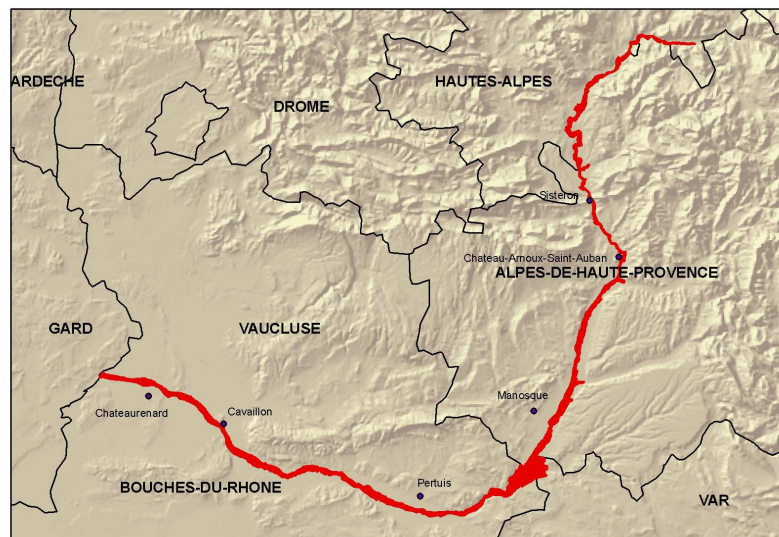 ARDECHE
HAUTES-ALPES
DROME
Sisteron
Chateau-Arnoux-Saint-Auban
ALPES-DE-HAUTE-PROVENCE
GARD
VAUCLUSE
Manosque
Chateaurenard
Cavaillon
Pertuis
BOUCHES-DU-RHONE
VAR